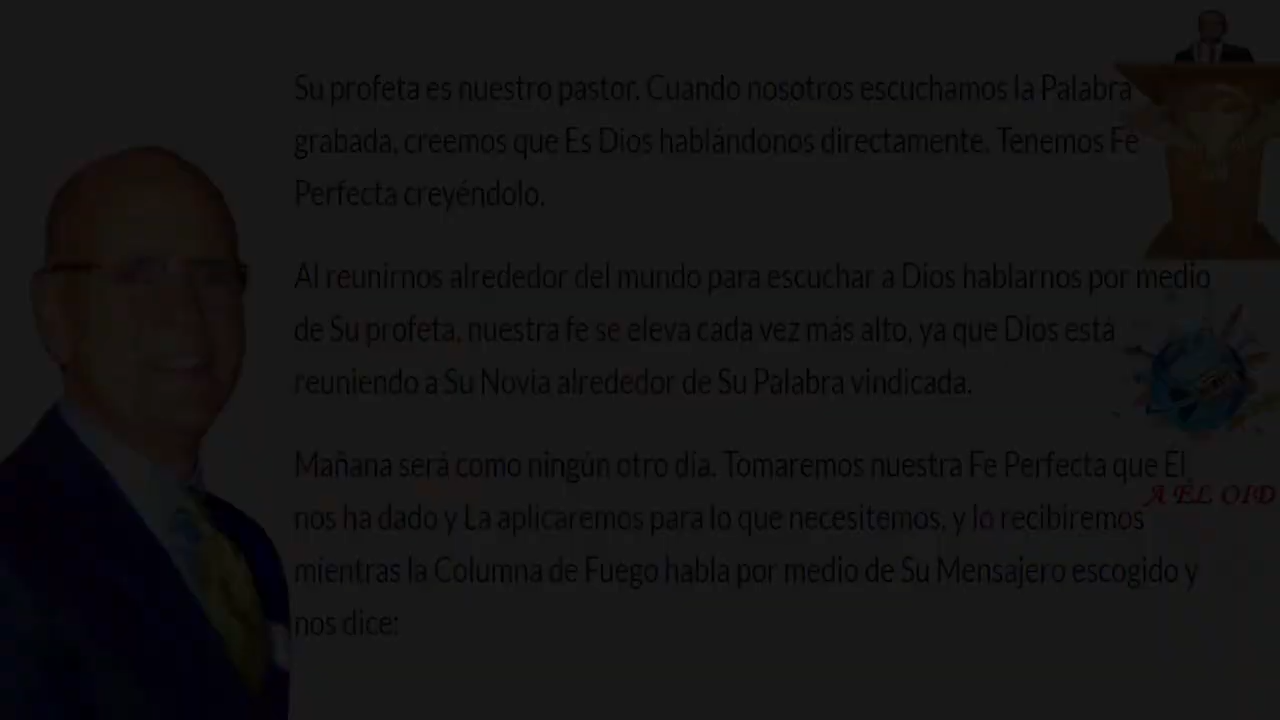 Su profeta es nuestro pastor. Cuando nosotros escuchamos la Palabra
grabada, creemos que Es Dios hablándonos directamente. Tenemos Fe
Perfecta creyéndolo.
Al reunirnos alrededor del mundo para escuchar a Dios hablarnos por medio
de Su profeta, nuestra fe se eleva cada vez más alto, ya que Dios está
reuniendo a Su Novia alrededor de Su Palabra vindicada.
Mañana será como ningún otro día. Tomaremos nuestra Fe Perfecta que Él
nos ha dado y La aplicaremos para lo que necesitemos, y lo recibiremos
mientras la Columna de Fuego habla por medio de Su Mensajero escogido y
nos dice:
A ÉL OID